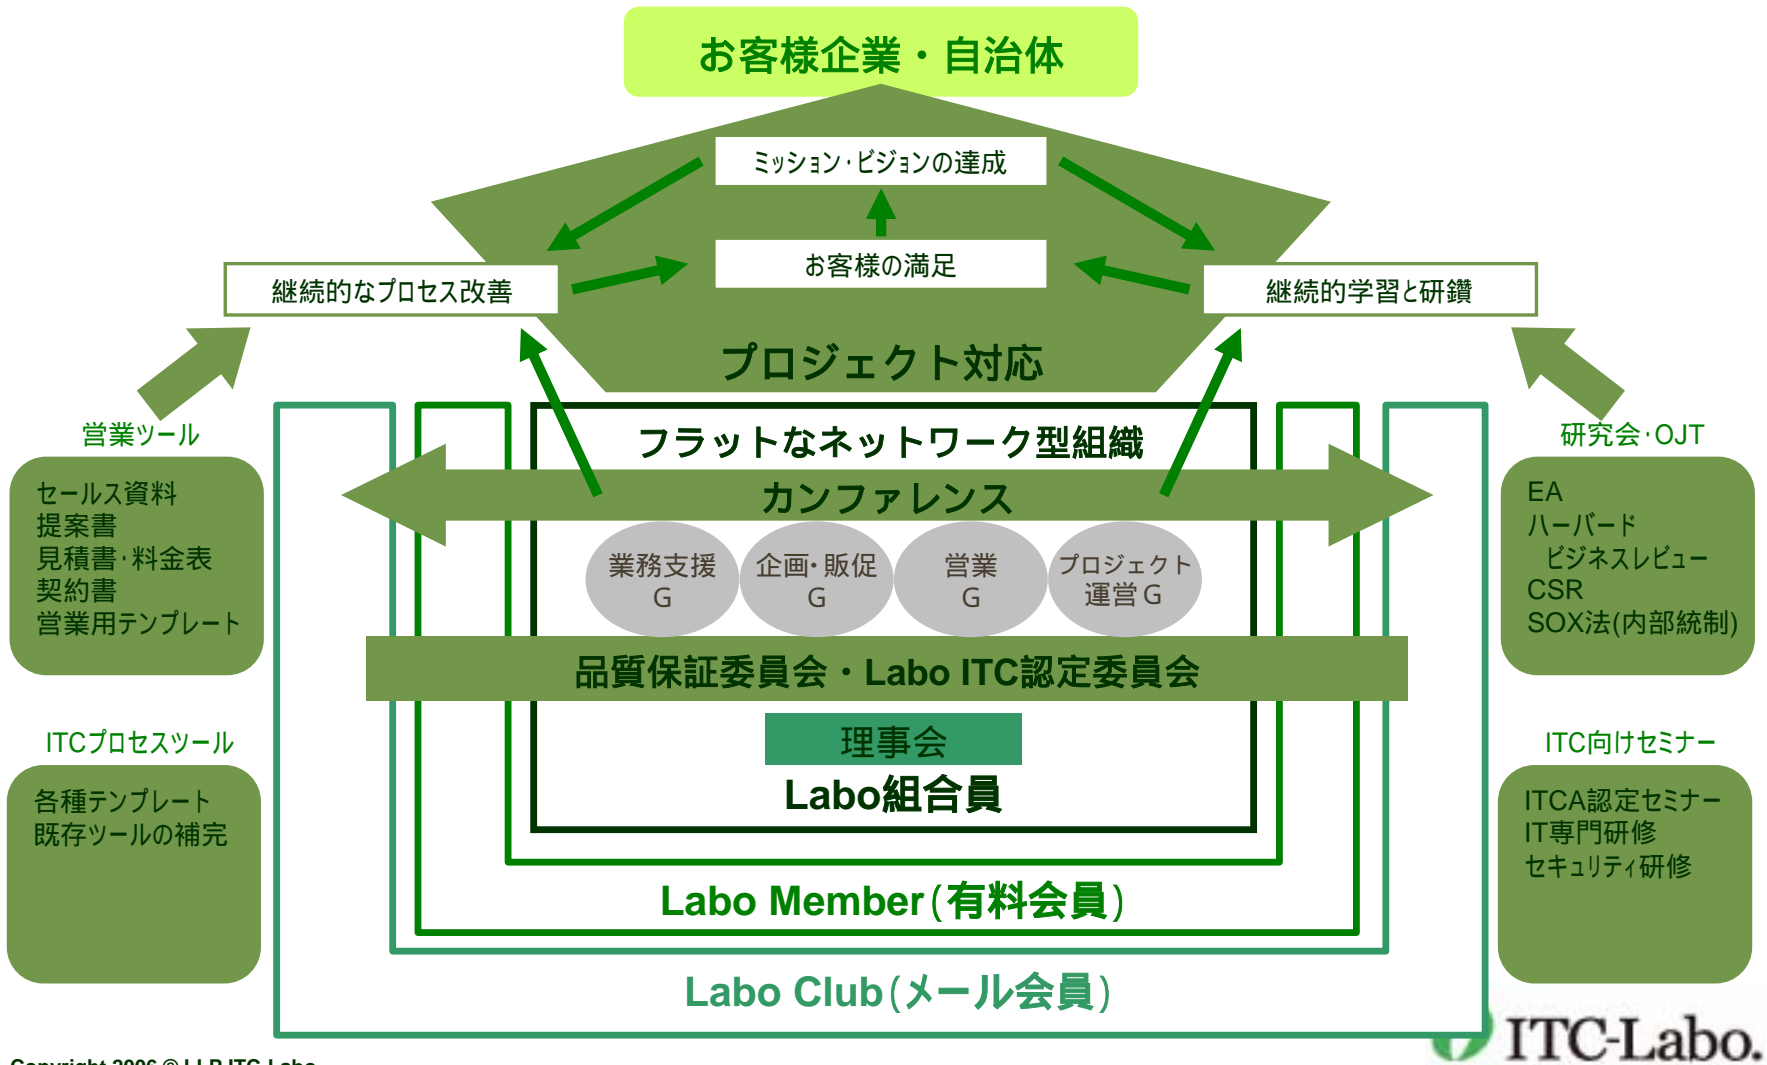 お客様企業・自治体
ミッション・ビジョンの達成
お客様の満足
継続的なプロセス改善
継続的学習と研鑽
プロジェクト対応
フラットなネットワーク型組織
カンファレンス
業務支援
G
企画・販促
G
営業
G
プロジェクト
運営G
品質保証委員会・Labo ITC認定委員会
理事会
Labo組合員
Labo Member(有料会員)
Labo Club(メール会員)
営業ツール
セールス資料
提案書
見積書・料金表
契約書
営業用テンプレート
ITCプロセスツール
各種テンプレート
既存ツールの補完
研究会・OJT
EA
ハーバード
ビジネスレビュー
CSR
SOX法(内部統制)
ITC向けセミナー
ITCA認定セミナー
IT専門研修
セキュリティ研修
ITC-Labo.
Copyright 2006 © LLP ITC-Labo.